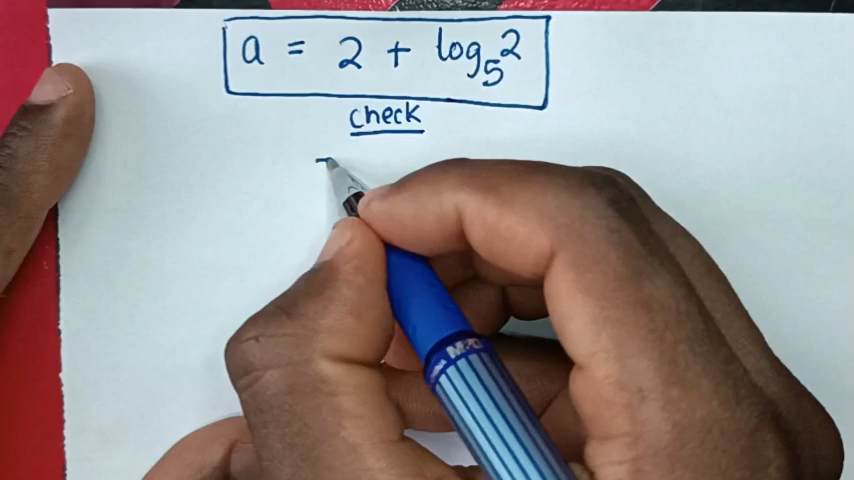 a = 2 + log₅2
check